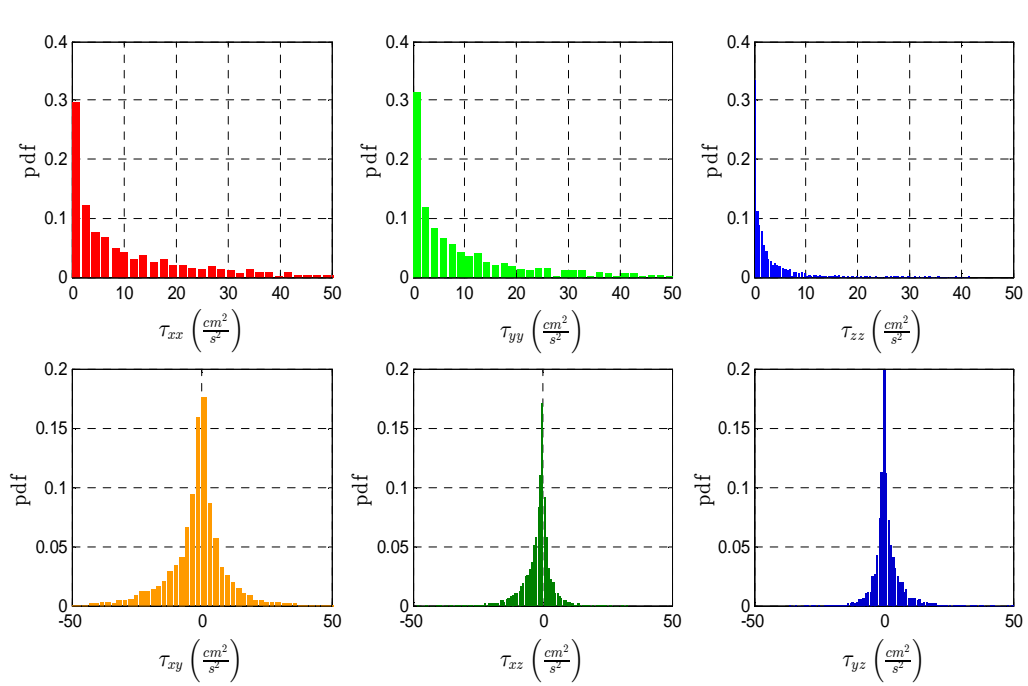 0.4 0.4 0.4
0.3 0.3 0.3
pdf pdf pdf
0.2 0.2 0.2
0.1 0.1 0.1
0 0 0
0 10 20 30 40 50 0 10 20 30 40 50 0 10 20 30 40 50
τxx (cm²/s²) τyy (cm²/s²) τzz (cm²/s²)
0.2 0.2 0.2
0.15 0.15 0.15
pdf pdf pdf
0.1 0.1 0.1
0.05 0.05 0.05
0 0 0
-50 0 50 -50 0 50 -50 0 50
τxy (cm²/s²) τxz (cm²/s²) τyz (cm²/s²)